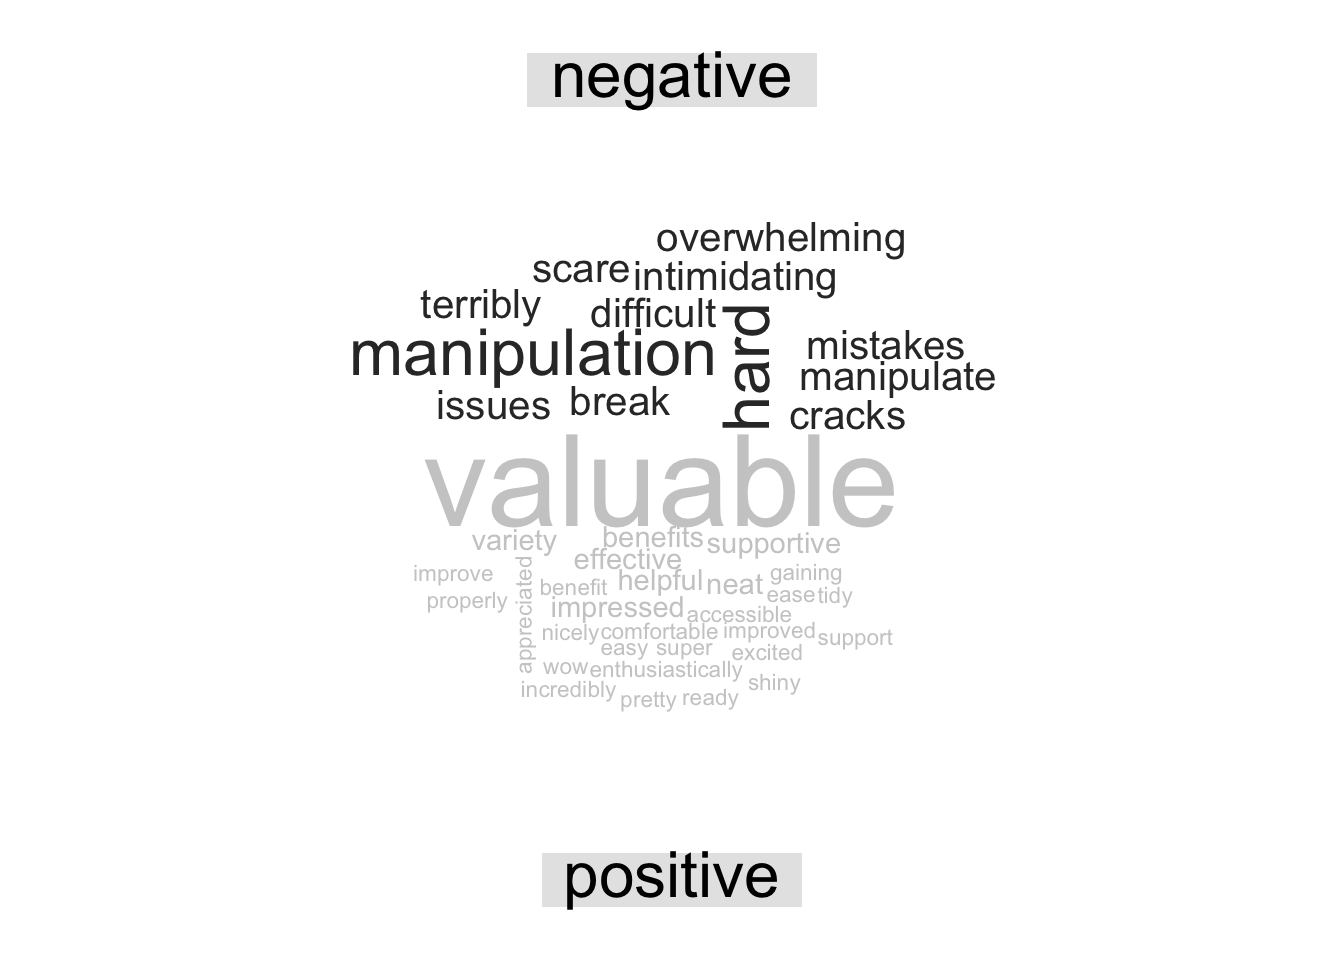 negative
overwhelming
scare intimidating
terribly difficult
manipulation hard mistakes
manipulate
issues break cracks
valuable
variety benefits supportive
effective
improve benefit helpful neat gaining
properly appreciated impressed ease tidy
accessible
nicely comfortable improved support
easy super excited
wow enthusiastically
incredibly shiny
pretty ready
positive